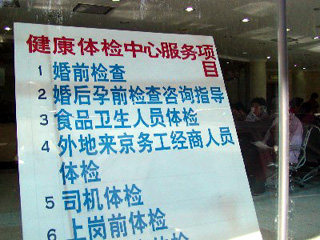 健康体检中心服务项目
1 婚前检查
2 婚后孕前检查咨询指导
3 食品卫生人员体检
4 外地来京务工经商人员
体检
5 司机体检
6 上岗前体检